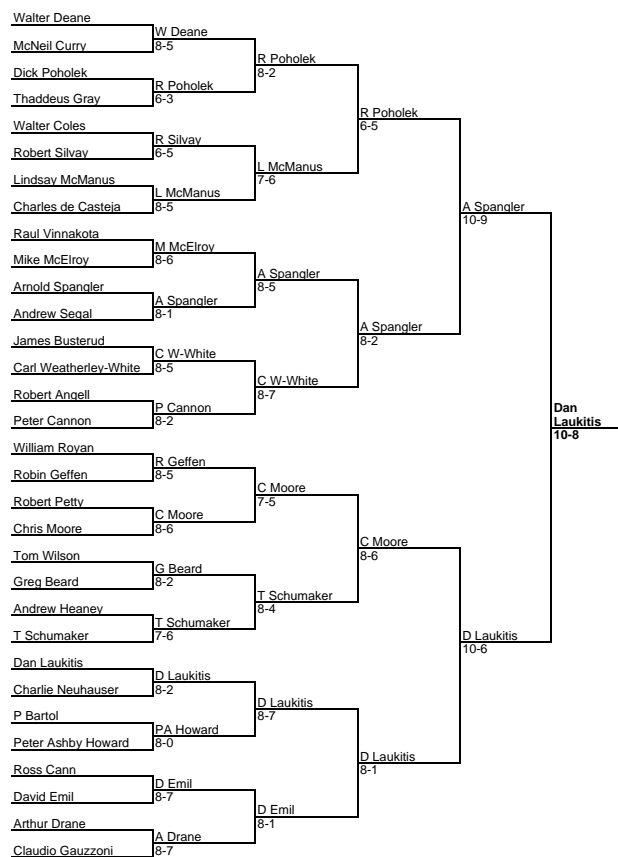 Walter Deane
McNeil Curry
Dick Poholek
Thaddeus Gray
Walter Coles
Robert Silvay
Lindsay McManus
Charles de Casteja
Raul Vinnakota
Mike McElroy
Arnold Spangler
Andrew Segal
James Busterud
Carl Weatherley-White
Robert Angell
Peter Cannon
William Royan
Robin Geffen
Robert Petty
Chris Moore
Tom Wilson
Greg Beard
Andrew Heaney
T Schumaker
Dan Laukitis
Charlie Neuhauser
P Bartol
Peter Ashby Howard
Ross Cann
David Emil
Arthur Drane
Claudio Gauzzoni
W Deane
8-5
R Poholek
6-3
R Silvay
6-5
L McManus
8-5
M McElroy
8-6
A Spangler
8-1
C W-White
8-5
P Cannon
8-2
R Geffen
8-5
C Moore
8-6
G Beard
8-2
T Schumaker
7-6
D Laukitis
8-2
PA Howard
8-0
D Emil
8-7
A Drane
8-7
R Poholek
8-2
L McManus
7-6
A Spangler
8-5
C W-White
8-7
C Moore
7-5
T Schumaker
8-4
D Laukitis
8-7
D Emil
8-1
R Poholek
6-5
A Spangler
8-2
C Moore
8-6
D Laukitis
8-1
A Spangler
10-9
D Laukitis
10-6
Dan
Laukitis
10-8